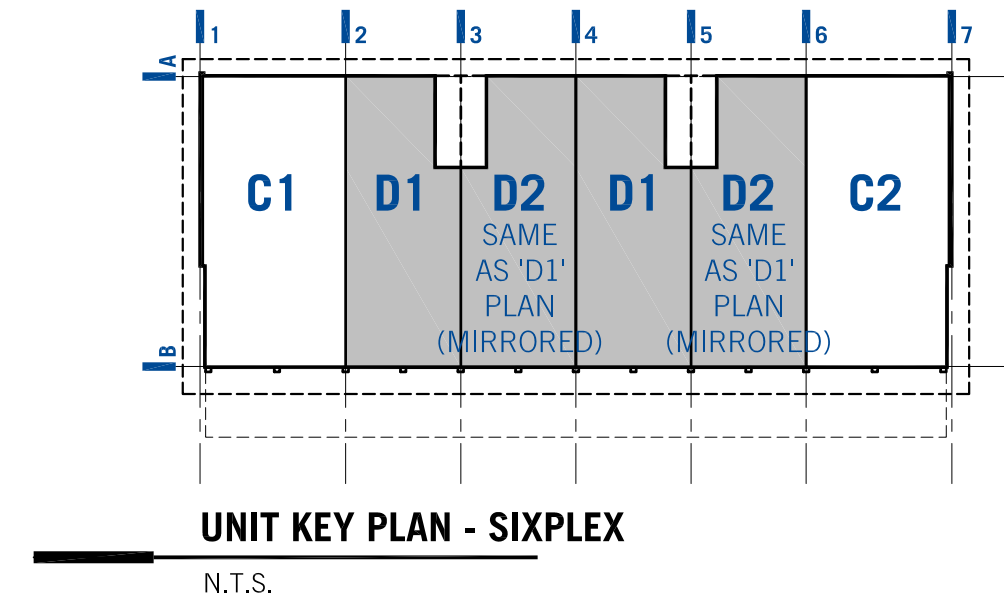 1 2 3 4 5 6 7
A
C1 D1 D2 D1 D2 C2
SAME
AS 'D1'
PLAN
(MIRRORED)
SAME
AS 'D1'
PLAN
(MIRRORED)
B
UNIT KEY PLAN - SIXPLEX
N.T.S.